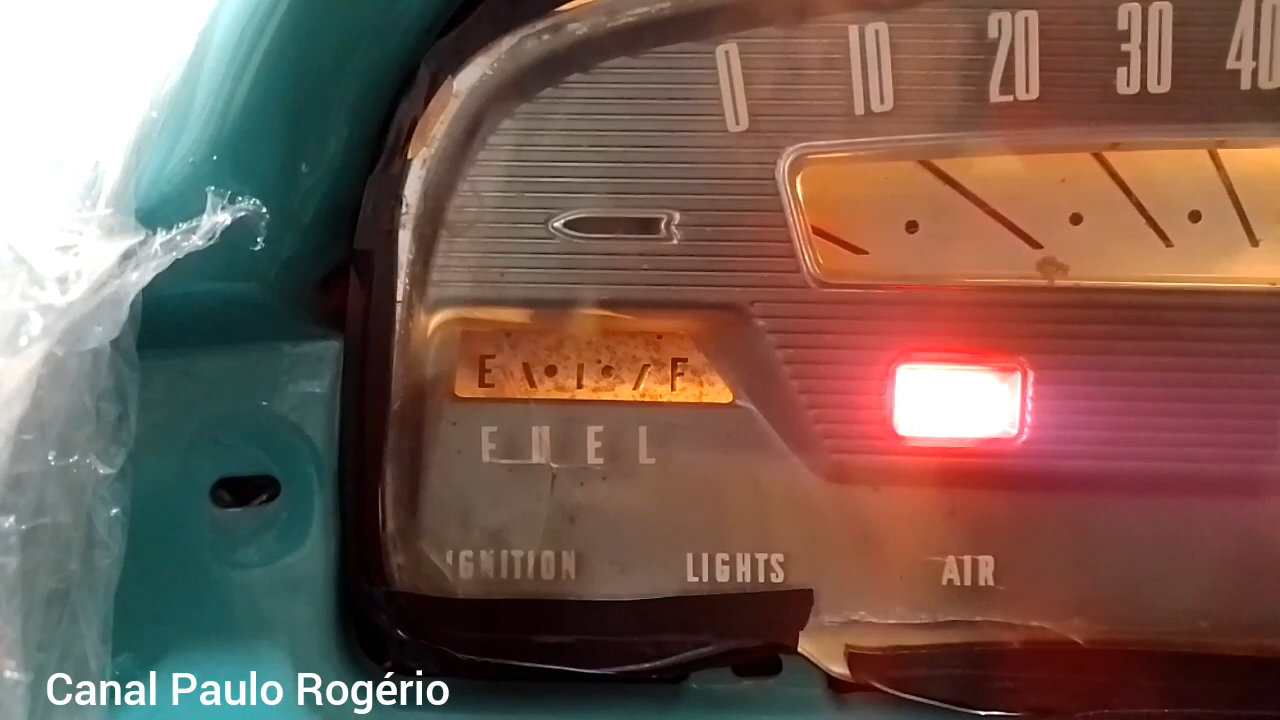 0 10 20 30 40
E F
FUEL
IGNITION LIGHTS AIR
Canal Paulo Rogério